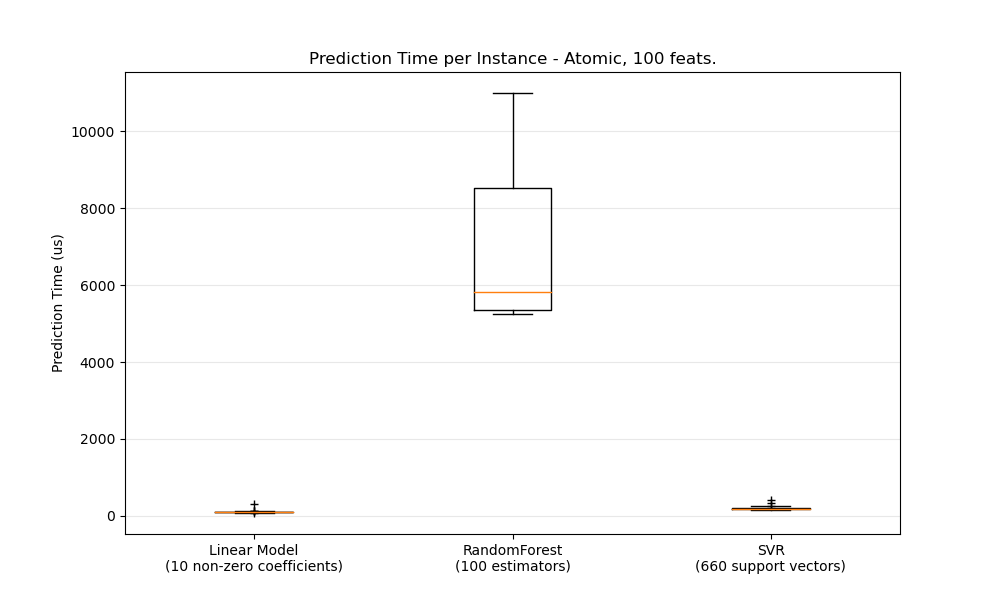 Prediction Time per Instance - Atomic, 100 feats.
Prediction Time (us)
10000
8000
6000
4000
2000
0
Linear Model
(10 non-zero coefficients)
RandomForest
(100 estimators)
SVR
(660 support vectors)